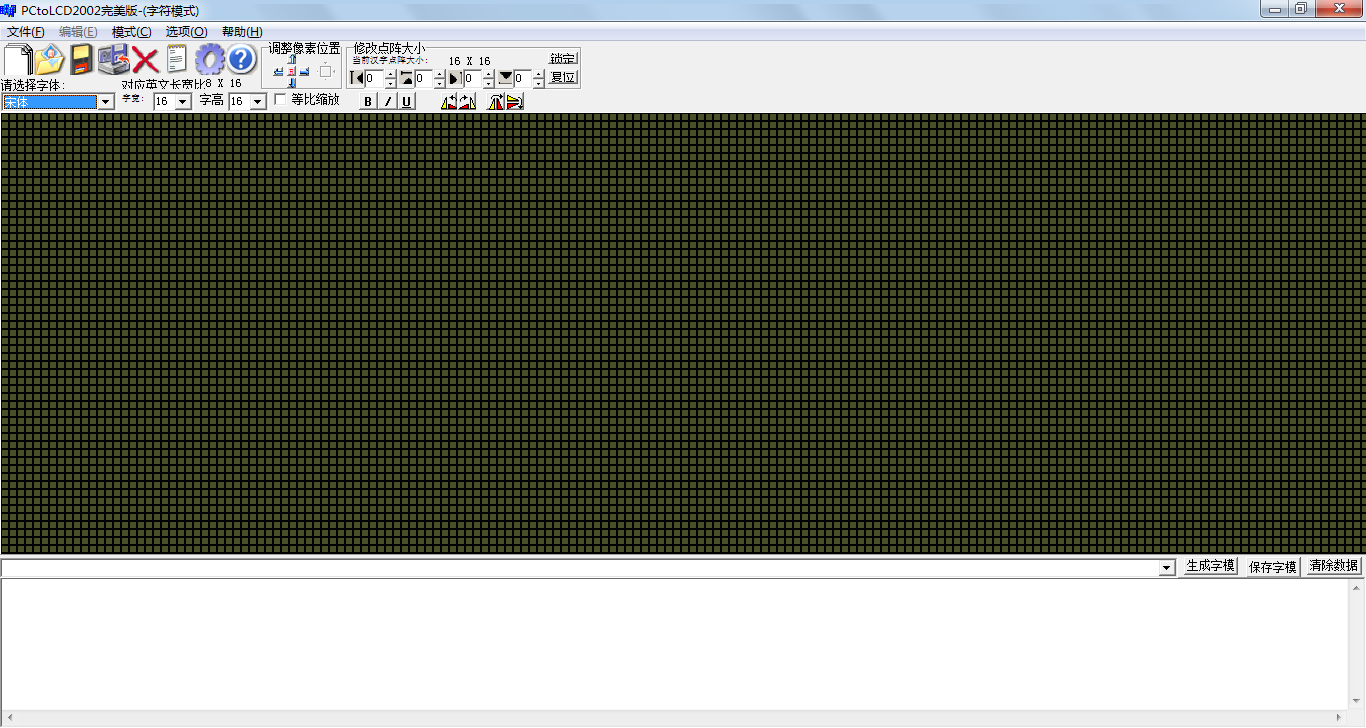 PCtoLCD2002完美版-(字符模式)
文件(F) 编辑(E) 模式(C) 选项(O) 帮助(H)
调整像素位置 修改点阵大小
当前汉字点阵大小: 16 X 16 锁定
0 0 0 0 复位
请选择字体: 对应英文长宽比8 X 16
宋体 字宽: 16 字高 16 等比缩放 B I U
生成字模 保存字模 清除数据